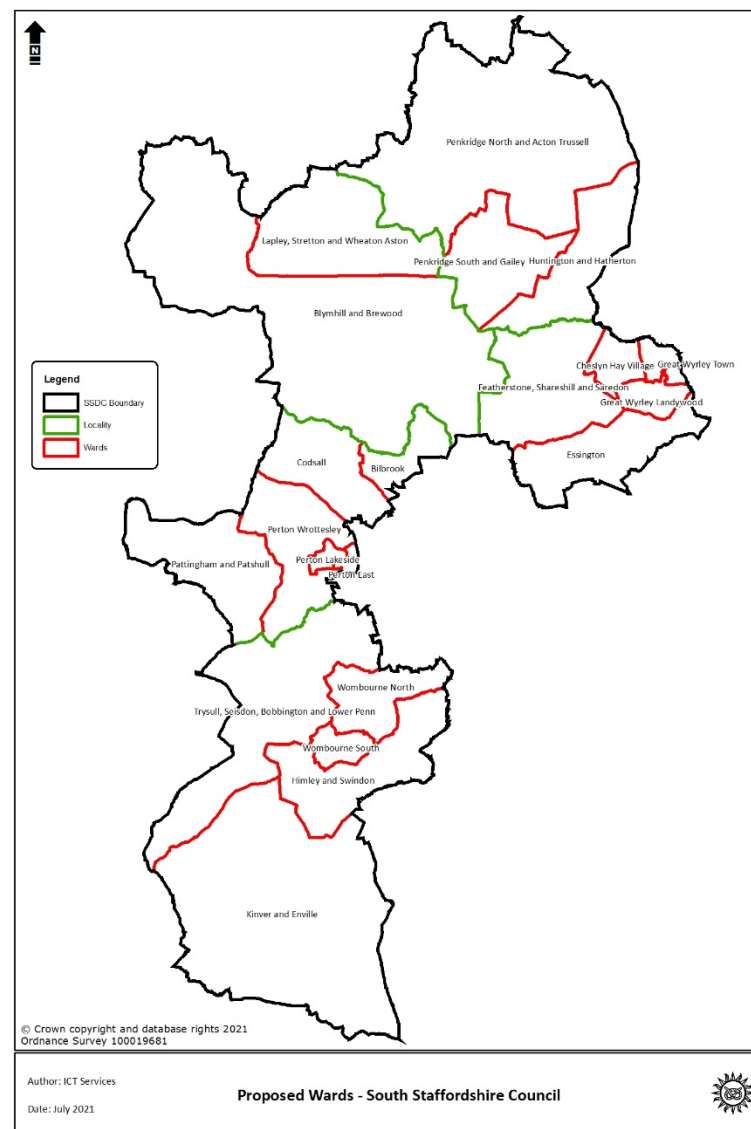 N
Penkridge North and Acton Trussell
Lapley, Stretton and Wheaton Aston
Penkridge South and Gailey
Huntington and Hatherton
Blymhill and Brewood
Cheslyn Hay Village
Great Wyrley Town
Featherstone, Shareshill and Saredon
Great Wyrley Landywood
Legend
SSDC Boundary
Locality
Wards
Essington
Codsall
Bilbrook
Perton Wrottesley
Pattingham and Patshull
Perton Lakeside
Perton East
Wombourne North
Trysull, Seisdon, Bobbington and Lower Penn
Wombourne South
Himley and Swindon
Kinver and Enville
© Crown copyright and database rights 2021
Ordnance Survey 100019681
Author: ICT Services
Proposed Wards - South Staffordshire Council
Date: July 2021